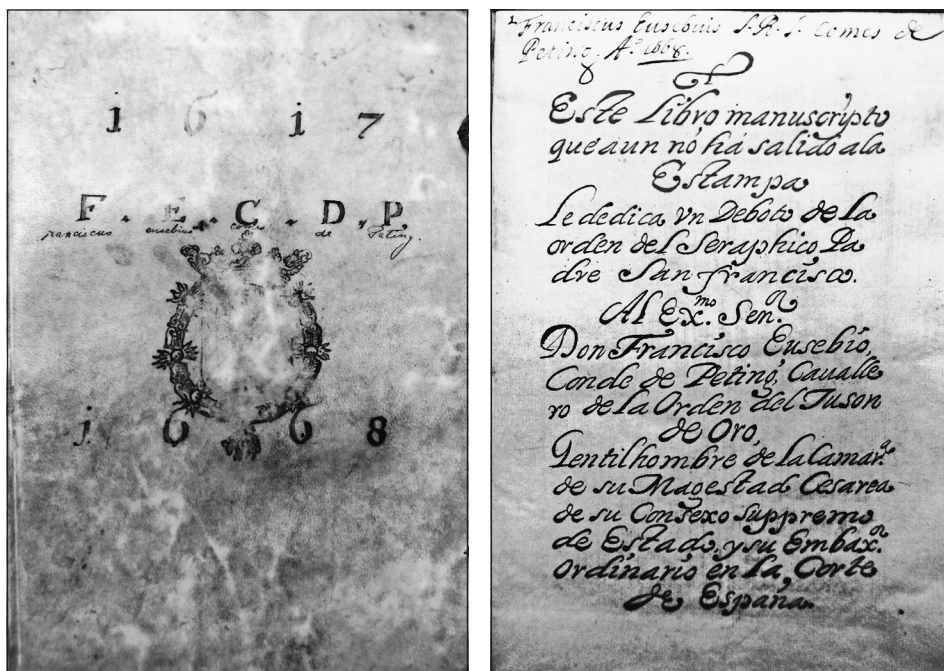 1 6 i 7
F. E. C. D. P.
Franciscus eusebius comes de Peting.
1 6 6 8
Franciscus Eusebius S. R. I. Comes de
Peting. A.º 1668.
Este Libro manuscripto
que aun nó há salido ala
Estampa
Le dedica vn Deboto de La
orden del Seraphico, Pa
dre San francisco.
Al Ex.mo Sen.or
Don Francisco Eusebio,
Conde de Peting, Cauалle
ro de la Orden del Tuson
de Oro,
Gentilhombre de la Camar.a
de su Magestad Cesarea
de su Consexo suppremo
de Estado, y su Embax.or
Ordinario en la Corte
de España.